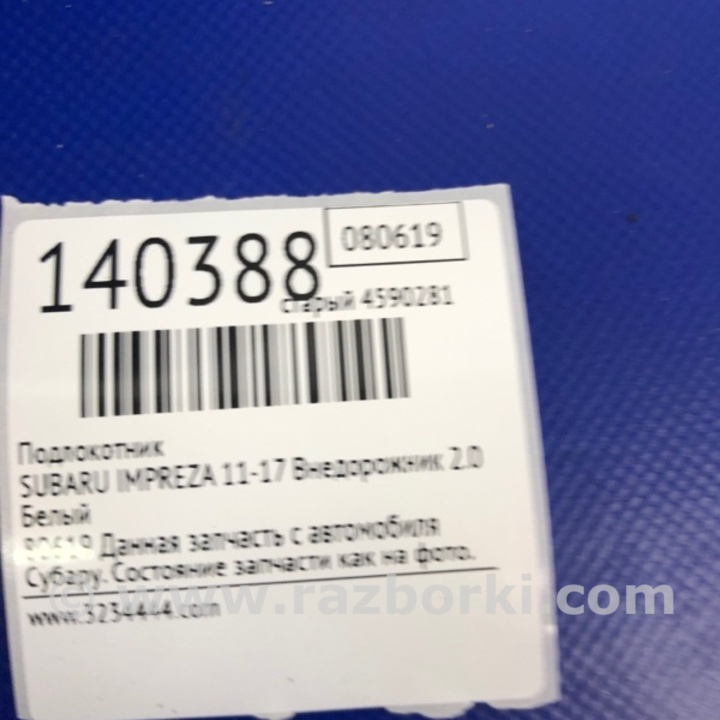 140388
080619
старый 4590281
Подлокотник
SUBARU IMPREZA 11-17 Внедорожник 2.0
Белый
80619 Данная запчасть с автомобиля
Субару. Состояние запчасти как на фото.
www.3234444.com
© www.razborki.com